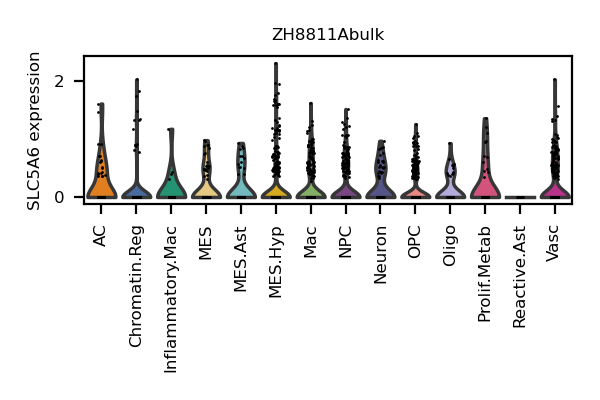 ZH8811Abulk
SLC5A6 expression
2
0
AC
Chromatin.Reg
Inflammatory.Mac
MES
MES.Ast
MES.Hyp
Mac
NPC
Neuron
OPC
Oligo
Prolif.Metab
Reactive.Ast
Vasc